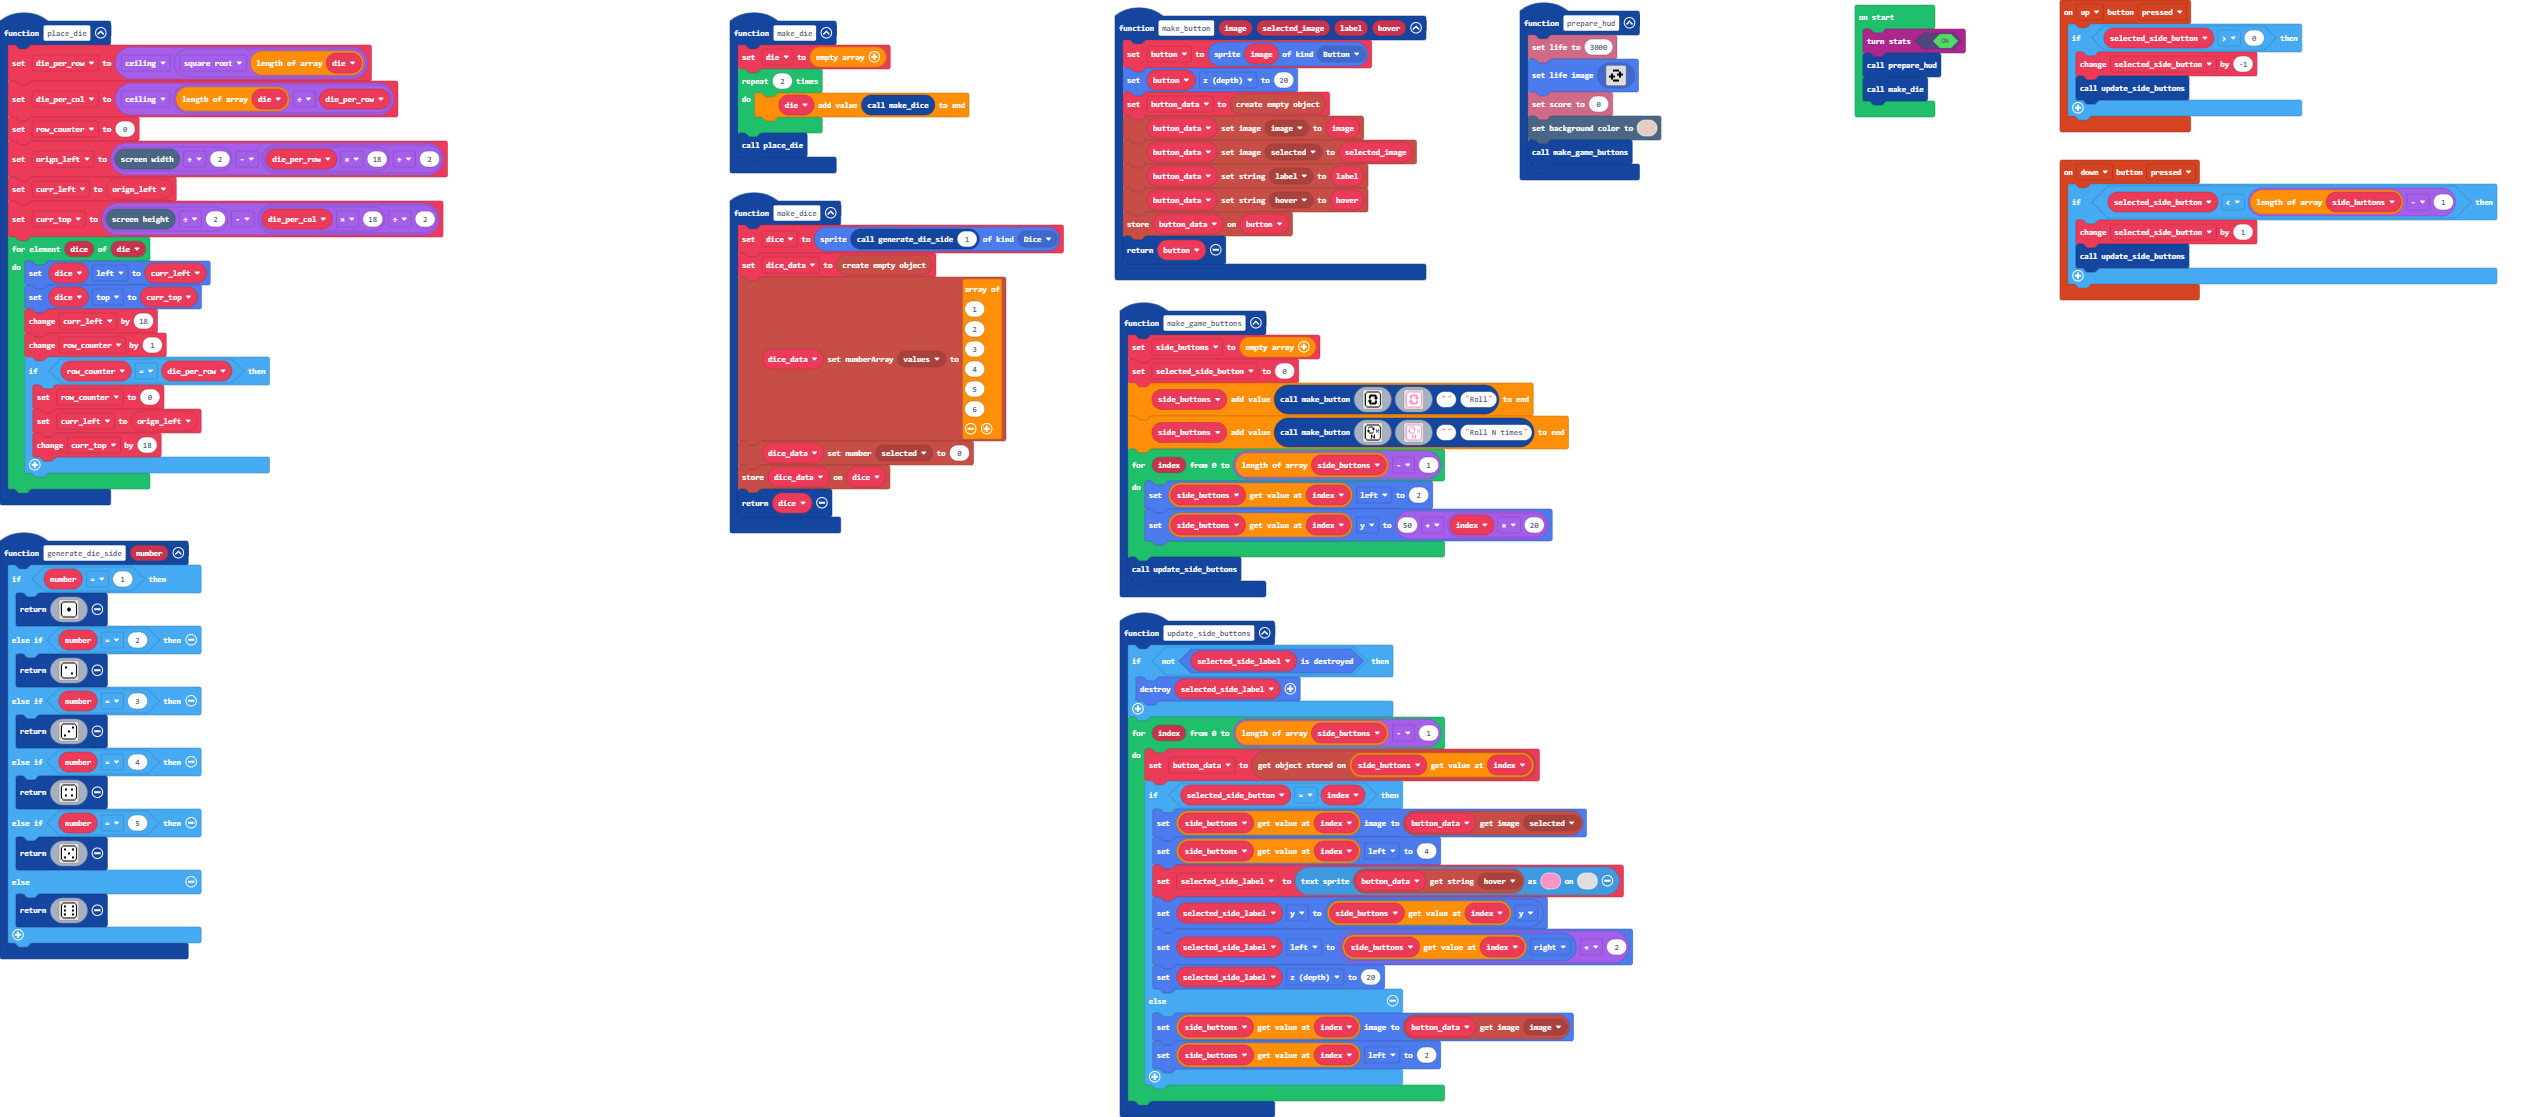 function place_die
set die_per_row to ceiling square root length of array die
set die_per_col to ceiling length of array die ÷ die_per_row
set row_counter to 0
set orign_left to screen width ÷ 2 - die_per_row × 18 ÷ 2
set curr_left to orign_left
set curr_top to screen height ÷ 2 - die_per_col × 18 ÷ 2
for element dice of die
do
set dice left to curr_left
set dice top to curr_top
change curr_left by 18
change row_counter by 1
if row_counter = die_per_row then
set row_counter to 0
set curr_left to orign_left
change curr_top by 18
function generate_die_side number
if number = 1 then
return
else if number = 2 then
return
else if number = 3 then
return
else if number = 4 then
return
else if number = 5 then
return
else
return
function make_die
set die to empty array
repeat 2 times
do
die add value call make_dice to end
call place_die
function make_dice
set dice to sprite call generate_die_side 1 of kind Dice
set dice_data to create empty object
dice_data set numberArray values to array of 1 2 3 4 5 6
dice_data set number selected to 0
store dice_data on dice
return dice
function make_button image selected_image label hover
set button to sprite image of kind Button
set button z (depth) to 20
set button_data to create empty object
button_data set image image to image
button_data set image selected to selected_image
button_data set string label to label
button_data set string hover to hover
store button_data on button
return button
function make_game_buttons
set side_buttons to empty array
set selected_side_button to 0
side_buttons add value call make_button "" "Roll" to end
side_buttons add value call make_button "" "Roll N times" to end
for index from 0 to length of array side_buttons - 1
do
set side_buttons get value at index left to 2
set side_buttons get value at index y to 50 + index × 20
call update_side_buttons
function update_side_buttons
if not selected_side_label is destroyed then
destroy selected_side_label
for index from 0 to length of array side_buttons - 1
do
set button_data to get object stored on side_buttons get value at index
if selected_side_button = index then
set side_buttons get value at index image to button_data get image selected
set side_buttons get value at index left to 4
set selected_side_label to text sprite button_data get string hover as on
set selected_side_label y to side_buttons get value at index y
set selected_side_label left to side_buttons get value at index right + 2
set selected_side_label z (depth) to 20
else
set side_buttons get value at index image to button_data get image image
set side_buttons get value at index left to 2
function prepare_hud
set life to 3000
set life image
set score to 0
set background color to
call make_game_buttons
on start
turn stats ON
call prepare_hud
call make_die
on up button pressed
if selected_side_button > 0 then
change selected_side_button by -1
call update_side_buttons
on down button pressed
if selected_side_button < length of array side_buttons - 1 then
change selected_side_button by 1
call update_side_buttons